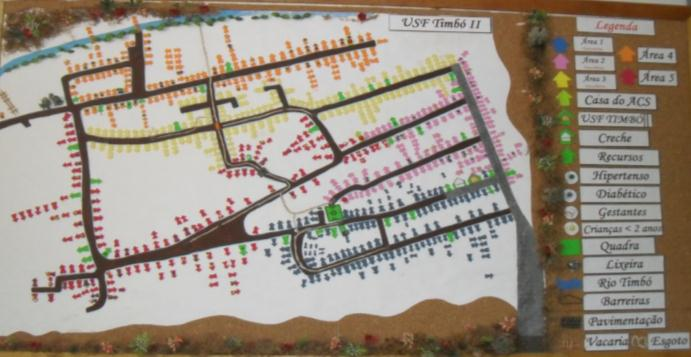 USF Timbó II
Legenda
Área 1
Área 2
Área 3
Área 4
Área 5
Casa do ACS
USF TIMBÓ II
Creche
Recursos
Hipertenso
Diabético
Gestantes
Crianças < 2 anos
Quadra
Lixeira
Rio Timbó
Barreiras
Pavimentação
Vacaria
Esgoto